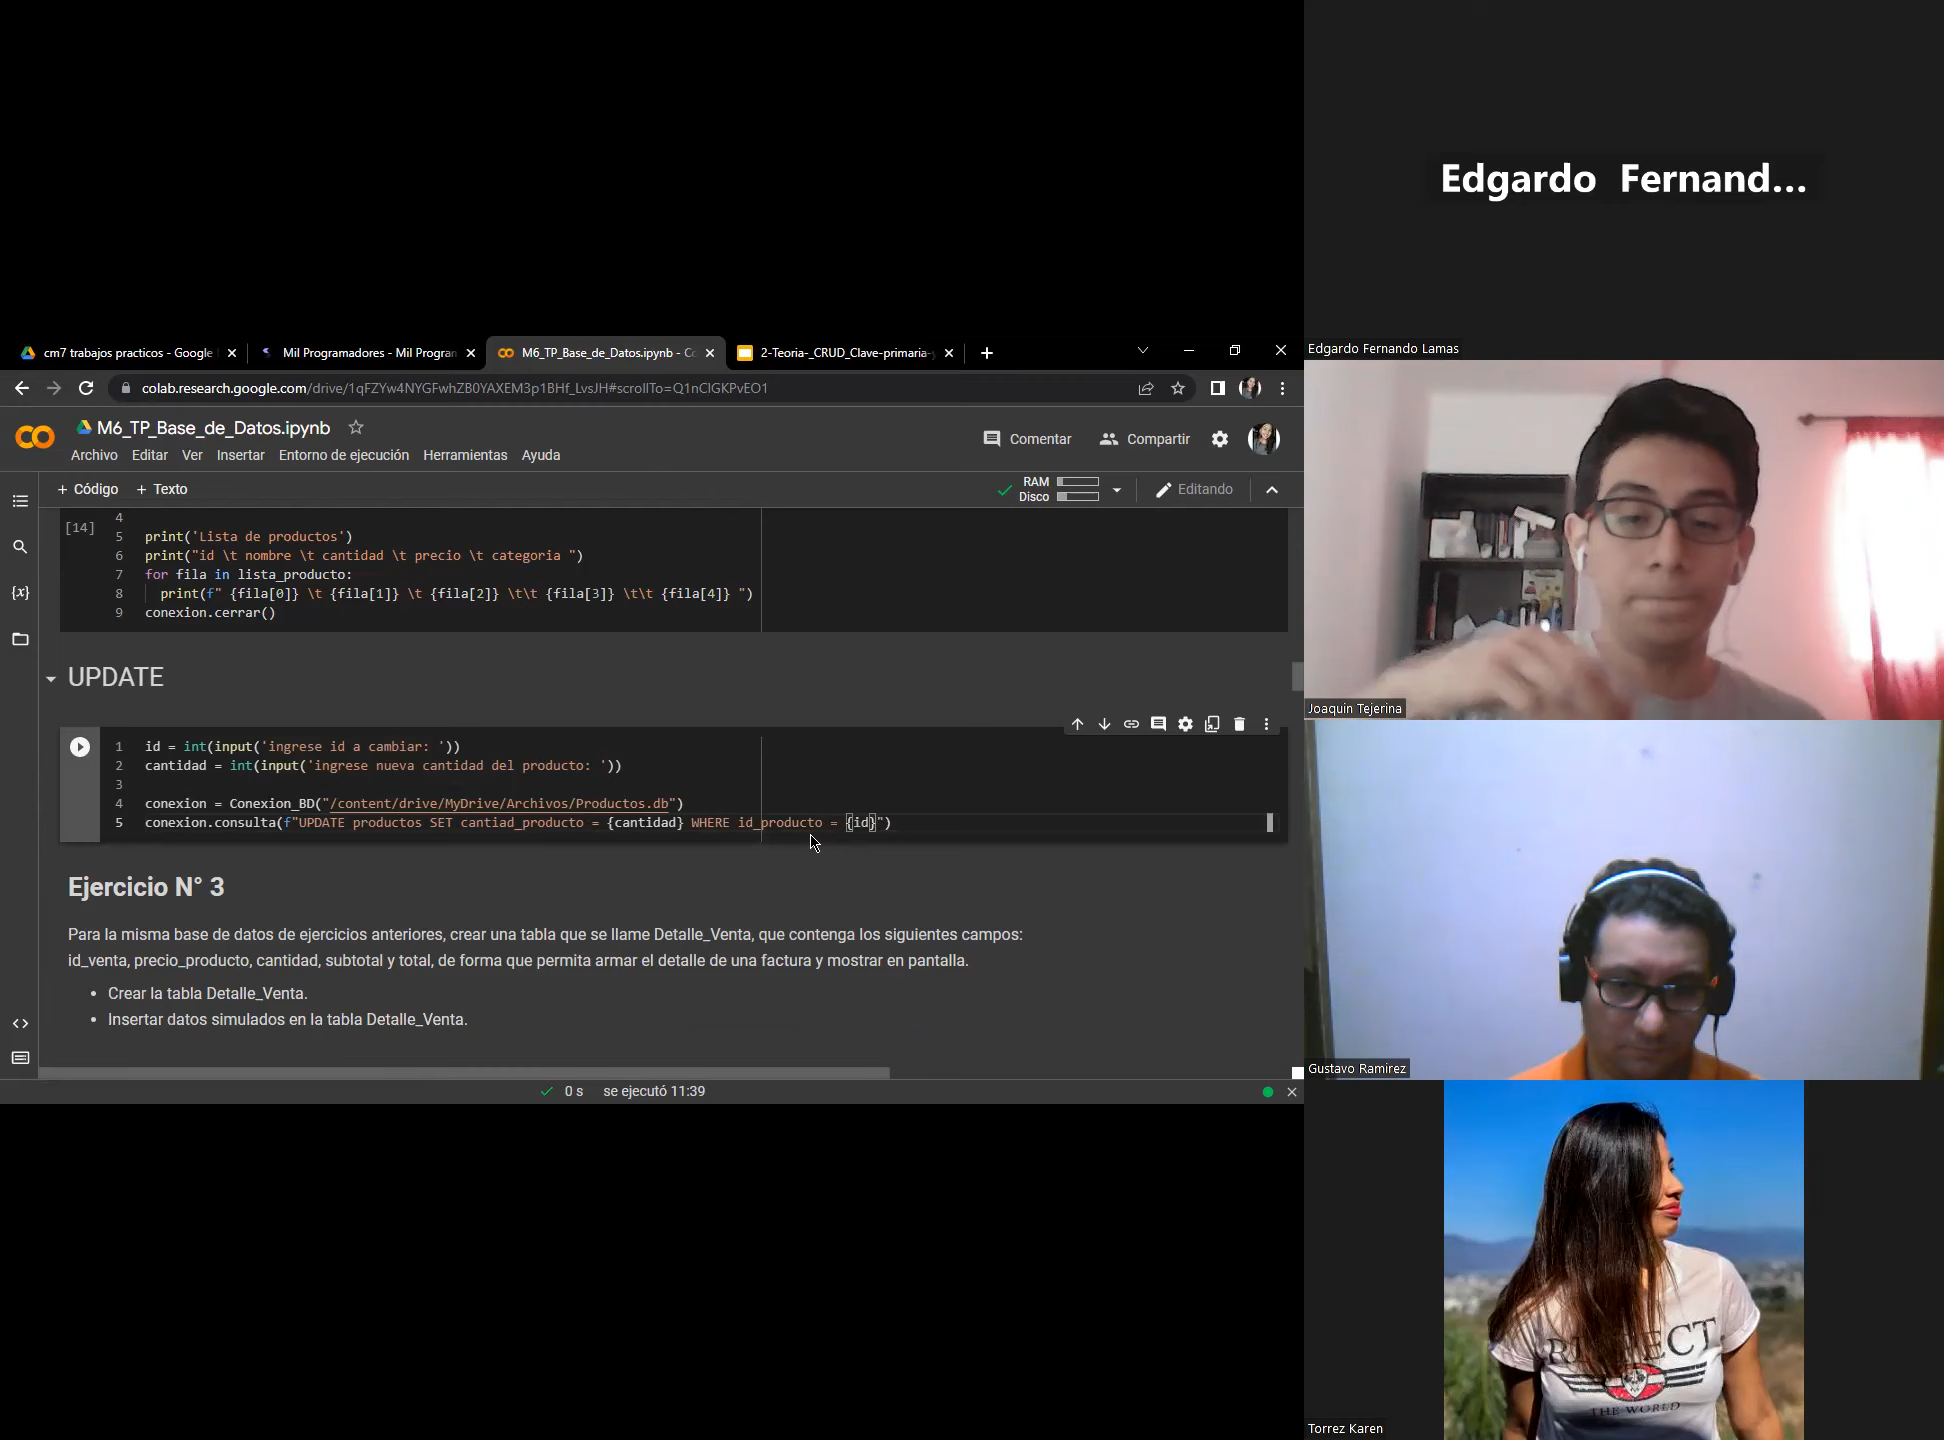 cm7 trabajos practicos - Google
Mil Programadores - Mil Progran
M6_TP_Base_de_Datos.ipynb - Co
2-Teoria-_CRUD_Clave-primaria-
colab.research.google.com/drive/1qFZYw4NYGFwhZB0YAXEM3p1BHf_LvsJH#scrollTo=Q1nClGKPvEO1
M6_TP_Base_de_Datos.ipynb
Comentar
Compartir
Archivo Editar Ver Insertar Entorno de ejecución Herramientas Ayuda
+ Código + Texto
RAM
Disco
Editando
[14]
4
5 print('Lista de productos')
6 print("id \t nombre \t cantidad \t precio \t categoria ")
7 for fila in lista_producto:
8 print(f" {fila[0]} \t {fila[1]} \t {fila[2]} \t\t {fila[3]} \t\t {fila[4]} ")
9 conexion.cerrar()
UPDATE
1 id = int(input('ingrese id a cambiar: '))
2 cantidad = int(input('ingrese nueva cantidad del producto: '))
3
4 conexion = Conexion_BD("/content/drive/MyDrive/Archivos/Productos.db")
5 conexion.consulta(f"UPDATE productos SET cantiad_producto = {cantidad} WHERE id_producto = {id}")
Ejercicio N° 3
Para la misma base de datos de ejercicios anteriores, crear una tabla que se llame Detalle_Venta, que contenga los siguientes campos:
id_venta, precio_producto, cantidad, subtotal y total, de forma que permita armar el detalle de una factura y mostrar en pantalla.
• Crear la tabla Detalle_Venta.
• Insertar datos simulados en la tabla Detalle_Venta.
0 s se ejecutó 11:39
Edgardo Fernand...
Edgardo Fernando Lamas
Joaquin Tejerina
Gustavo Ramirez
THE WORLD
Torrez Karen